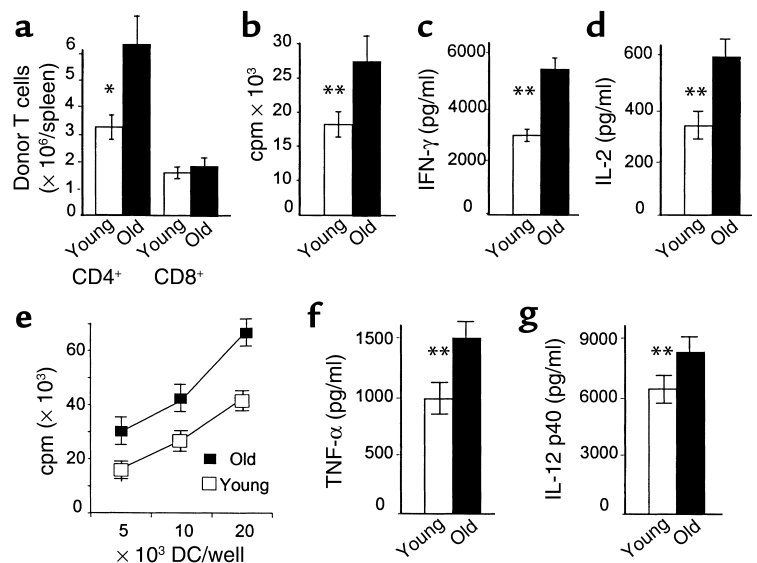 a
Donor T cells
(× 10⁶/spleen)
6
5
4
3
2
1
0
*
Young
Old
Young
Old
CD4⁺
CD8⁺
b
cpm × 10³
30
25
20
15
10
0
**
Young
Old
c
IFN-γ (pg/ml)
6000
4000
2000
0
**
Young
Old
d
IL-2 (pg/ml)
600
400
200
0
**
Young
Old
e
cpm (× 10³)
60
40
20
0
Old
Young
5
10
20
× 10³ DC/well
f
TNF-α (pg/ml)
1500
1000
500
0
**
Young
Old
g
IL-12 p40 (pg/ml)
9000
6000
3000
0
**
Young
Old